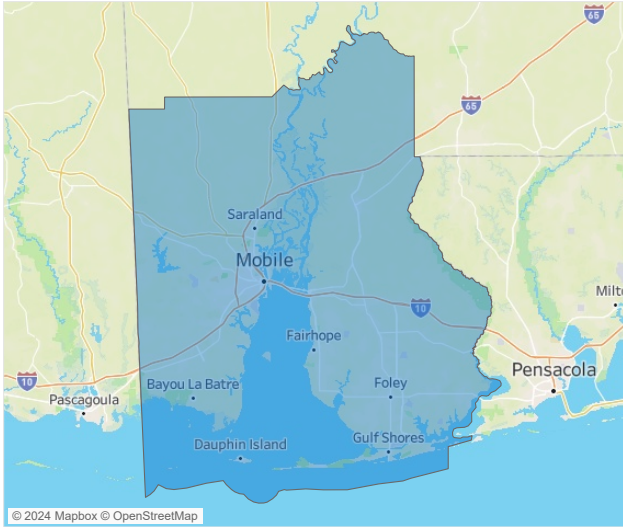 65
65
Saraland
Mobile
10
Milt
Fairhope
Pensacola
10
Bayou La Batre
Foley
Pascagoula
Gulf Shores
Dauphin Island
© 2024 Mapbox © OpenStreetMap